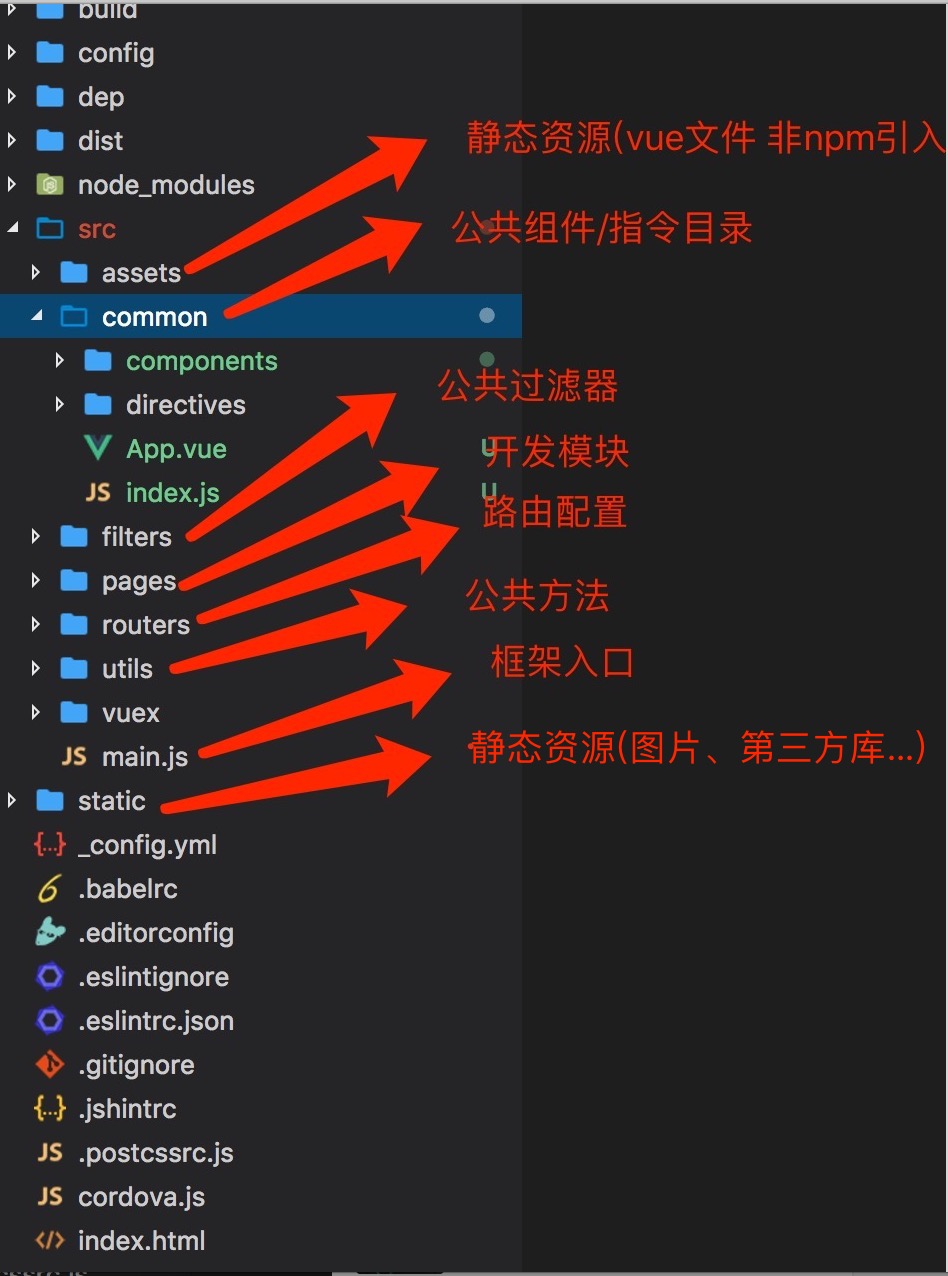 build
config
dep
dist
静态资源(vue文件 非npm引入
node_modules
src
公共组件/指令目录
assets
common
components
公共过滤器
directives
App.vue
U
开发模块
index.js
U
路由配置
filters
pages
公共方法
routers
utils
框架入口
vuex
main.js
静态资源(图片、第三方库...)
static
_config.yml
.babelrc
.editorconfig
.eslintignore
.eslintrc.json
.gitignore
.jshintrc
.postcssrc.js
cordova.js
index.html